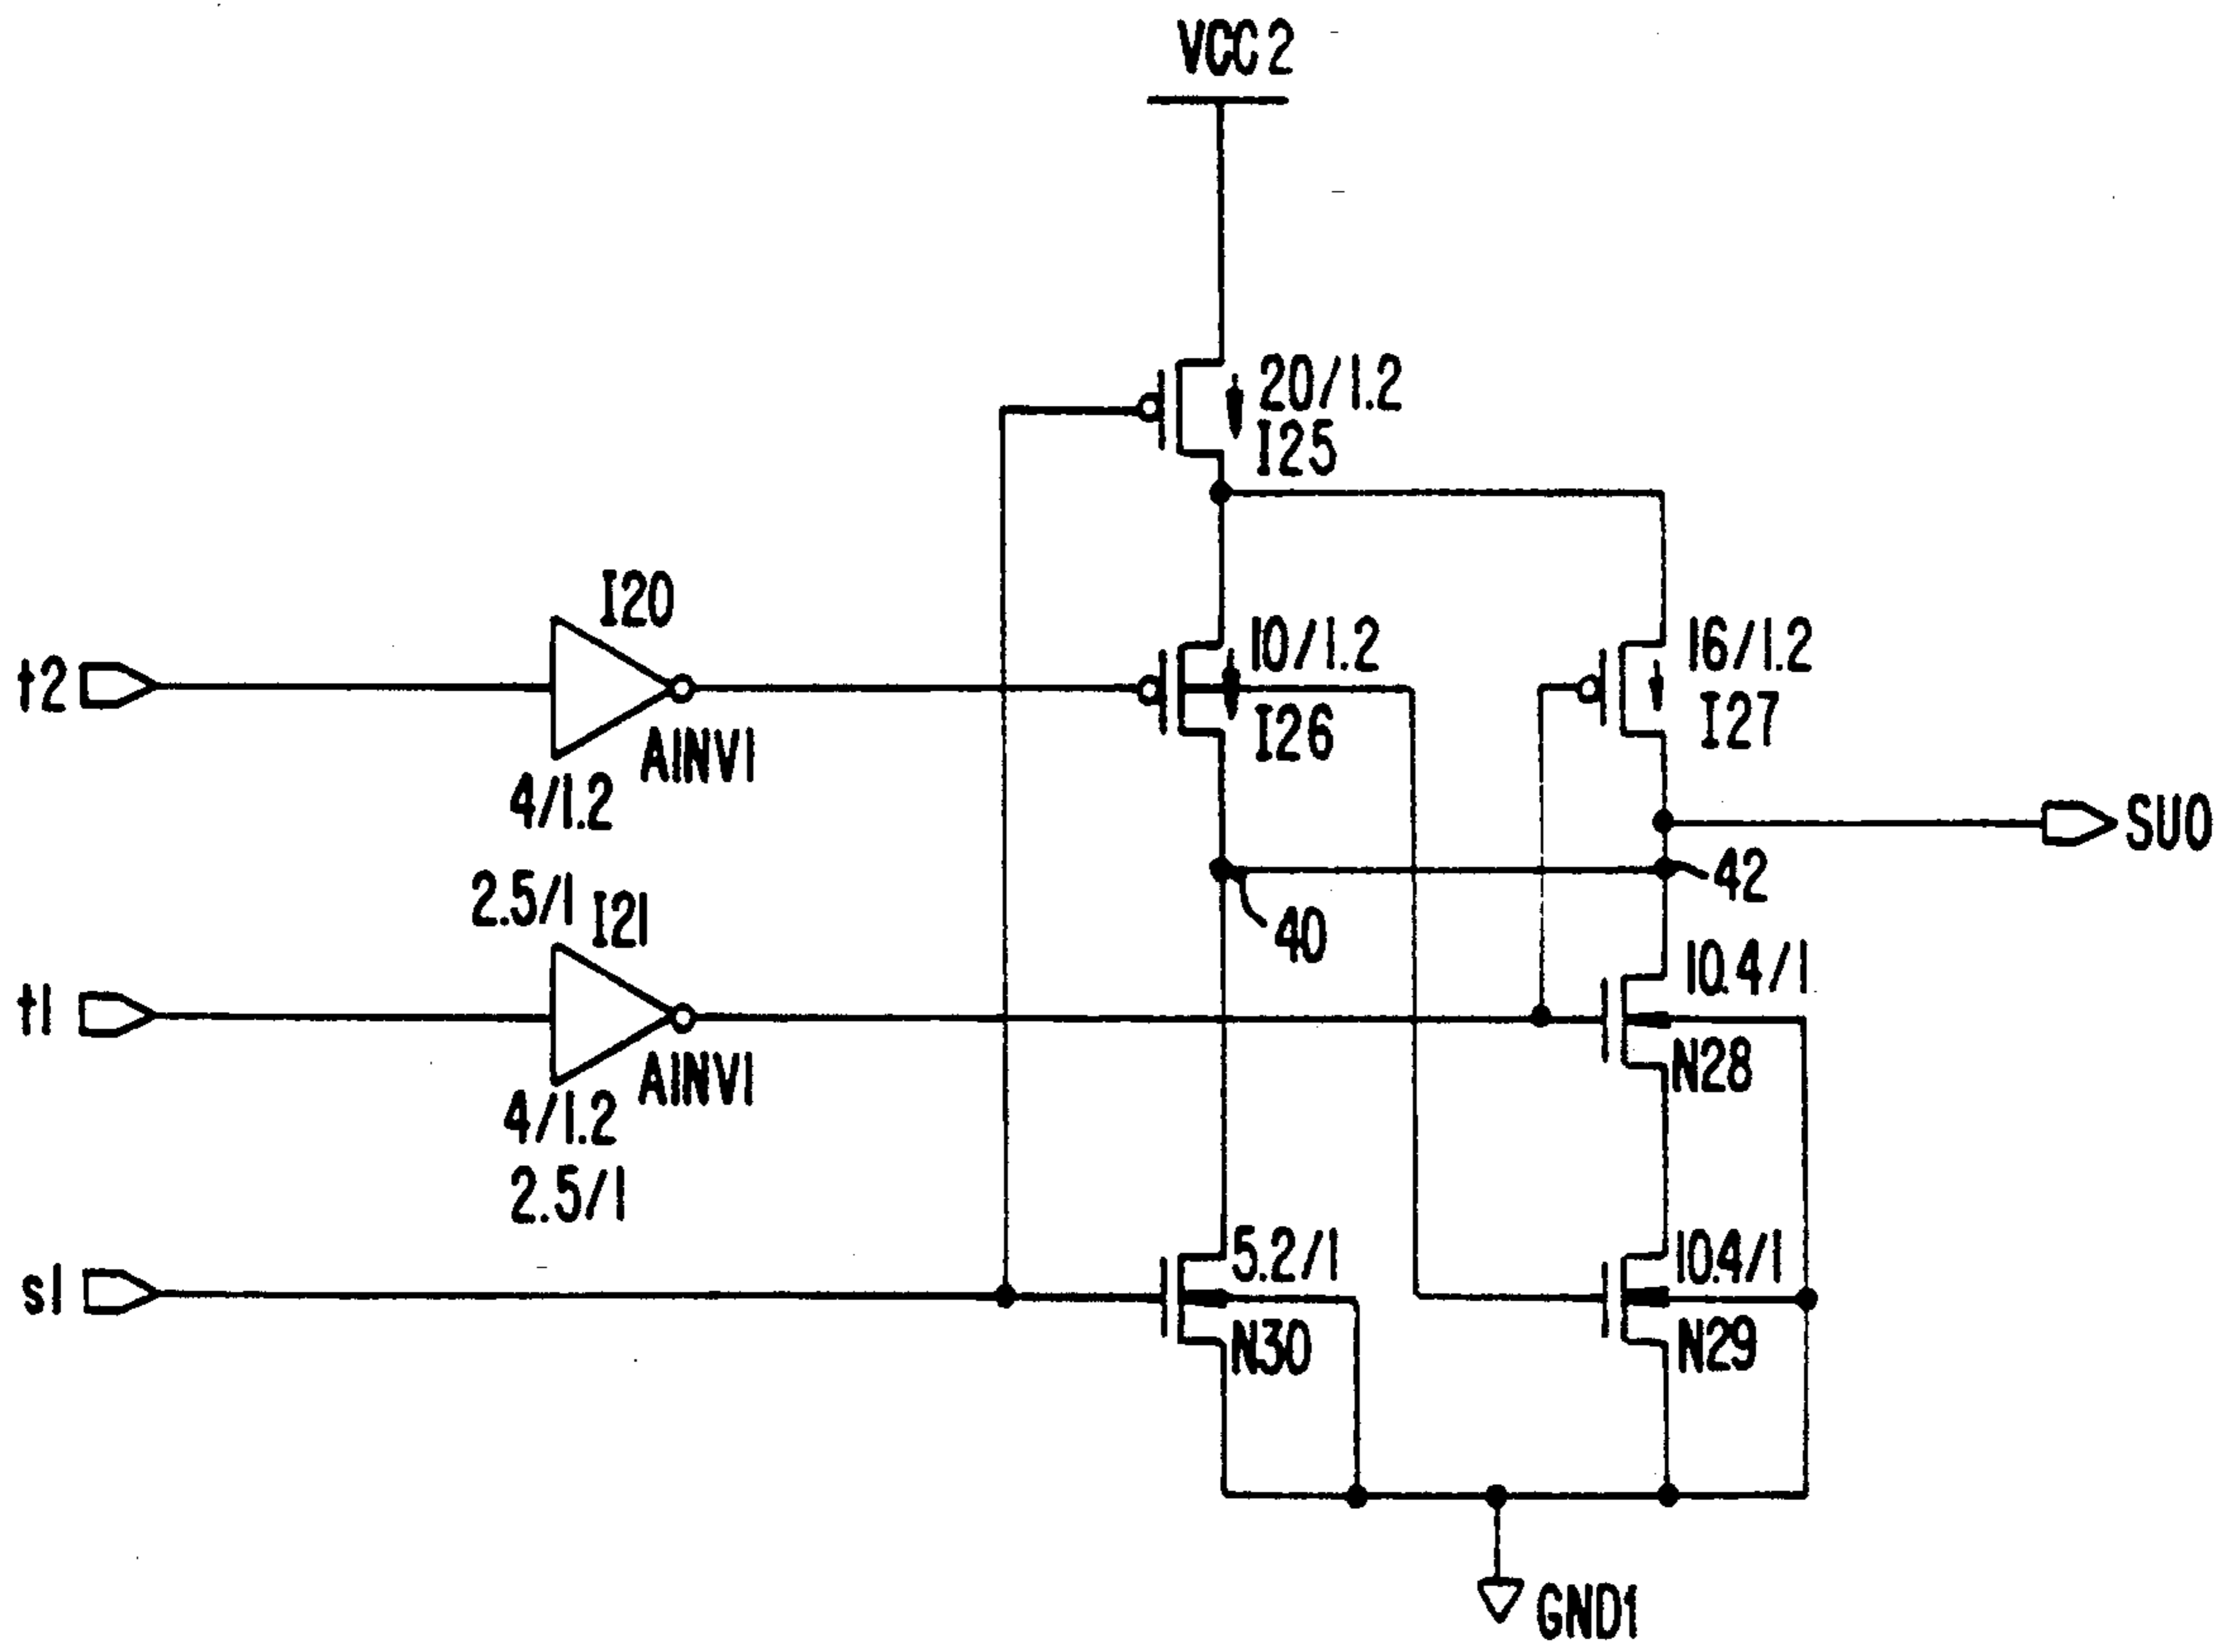 VCC2
20/1.2
I25
I20
t2
AINV1
4/1.2
10/1.2
I26
16/1.2
I27
SUO
42
40
2.5/1
I21
t1
AINV1
4/1.2
2.5/1
10.4/1
N28
s1
5.2/1
N30
10.4/1
N29
GND1